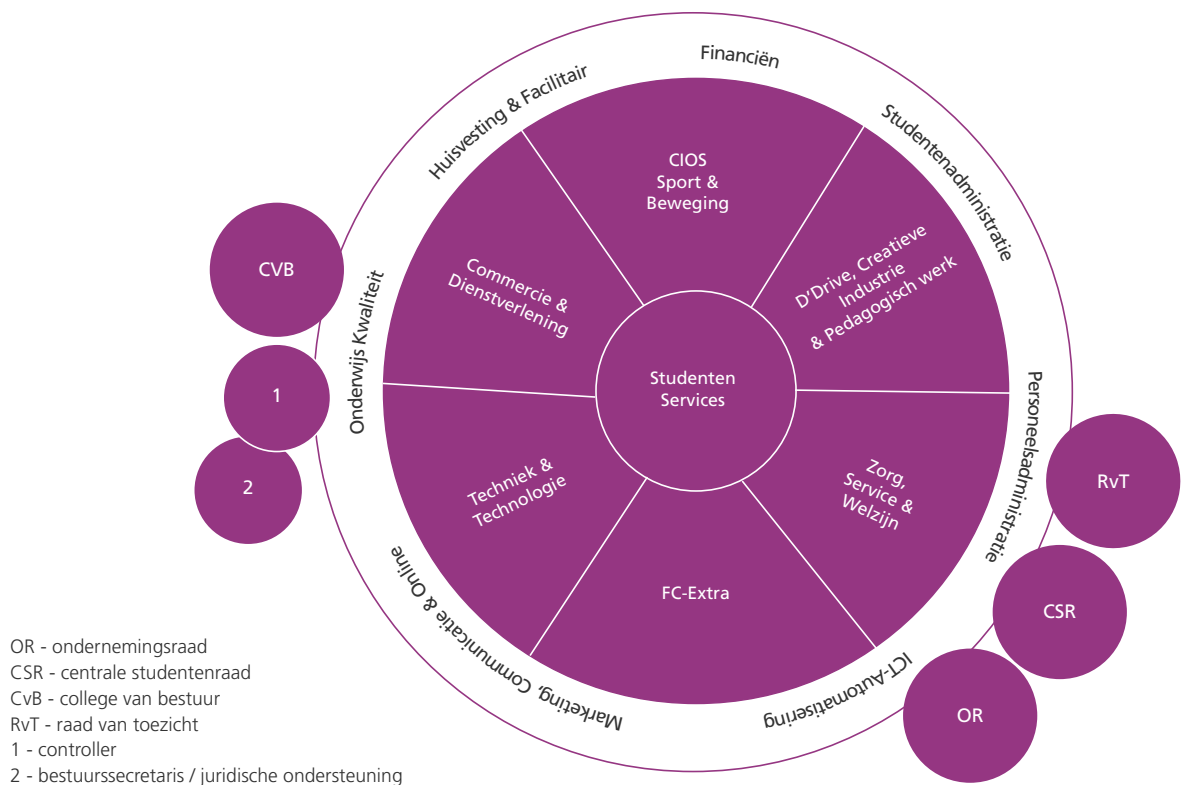 Financiën
Huisvesting & Facilitair
Studentenadministratie
CIOS
Sport &
Beweging
D'Drive, Creatieve
Industrie
& Pedagogisch werk
Commercie &
Dienstverlening
CVB
Onderwijs Kwaliteit
1
2
Studenten
Services
Personeelsadministratie
Techniek &
Technologie
Zorg,
Service &
Welzijn
RvT
FC-Extra
CSR
Marketing, Communicatie & Online
ICT-Automatisering
OR
OR - ondernemingsraad
CSR - centrale studentenraad
CvB - college van bestuur
RvT - raad van toezicht
1 - controller
2 - bestuurssecretaris / juridische ondersteuning